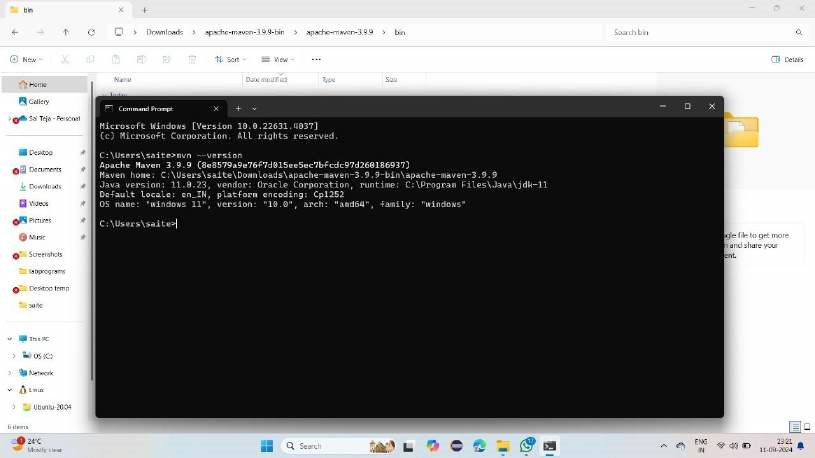 bin
Downloads > apache-maven-3.9.9-bin > apache-maven-3.9.9 > bin
Search bin
New
Sort
View
Details
Name
Date modified
Type
Size
Today
Home
Gallery
Sai Teja - Personal
Desktop
Documents
Downloads
Videos
Pictures
Music
Screenshots
labprograms
Desktop temp
saite
This PC
OS (C:)
Network
Linux
Ubuntu-20.04
6 items
Command Prompt
Microsoft Windows [Version 10.0.22631.4037]
(c) Microsoft Corporation. All rights reserved.
C:\Users\saite>mvn --version
Apache Maven 3.9.9 (8e8579a9e76f7d015ee5ec7bfcdc97d260186937)
Maven home: C:\Users\saite\Downloads\apache-maven-3.9.9-bin\apache-maven-3.9.9
Java version: 11.0.23, vendor: Oracle Corporation, runtime: C:\Program Files\Java\jdk-11
Default locale: en_IN, platform encoding: Cp1252
OS name: "windows 11", version: "10.0", arch: "amd64", family: "windows"
C:\Users\saite>
gle file to get more
n and share your
ent.
24°C
Mostly clear
Search
ENG
IN
23:21
11-09-2024